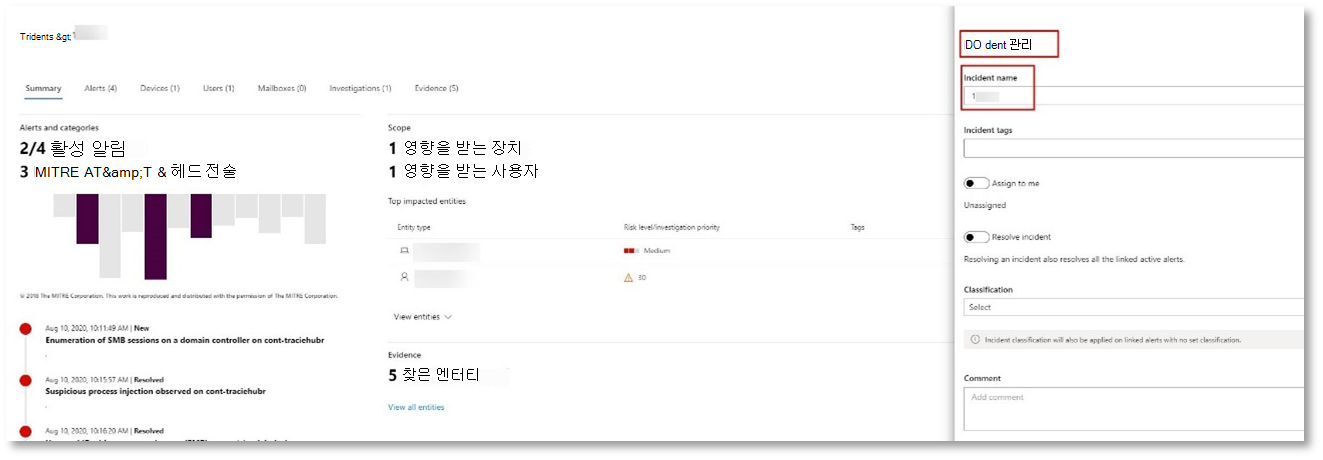 Tridents &gt; 1
Summary Alerts (4) Devices (1) Users (1) Mailboxes (0) Investigations (1) Evidence (5)
Alerts and categories
2/4 활성 알림
3 MITRE AT&amp;T & 헤드 전술
© 2018 The MITRE Corporation. This work is reproduced and distributed with the permission of The MITRE Corporation.
Aug 10, 2020, 10:11:49 AM | New
Enumeration of SMB sessions on a domain controller on cont-traciehubr
Aug 10, 2020, 10:15:57 AM | Resolved
Suspicious process injection observed on cont-traciehubr
Aug 10, 2020, 10:16:20 AM | Resolved
Scope
1 영향을 받는 장치
1 영향을 받는 사용자
Top impacted entities
Entity type Risk level/investigation priority Tags
Medium
30
View entities
Evidence
5 찾은 엔터티
View all entities
DO dent 관리
Incident name
1
Incident tags
Assign to me
Unassigned
Resolve incident
Resolving an incident also resolves all the linked active alerts.
Classification
Select
Incident classification will also be applied on linked alerts with no set classification.
Comment
Add comment